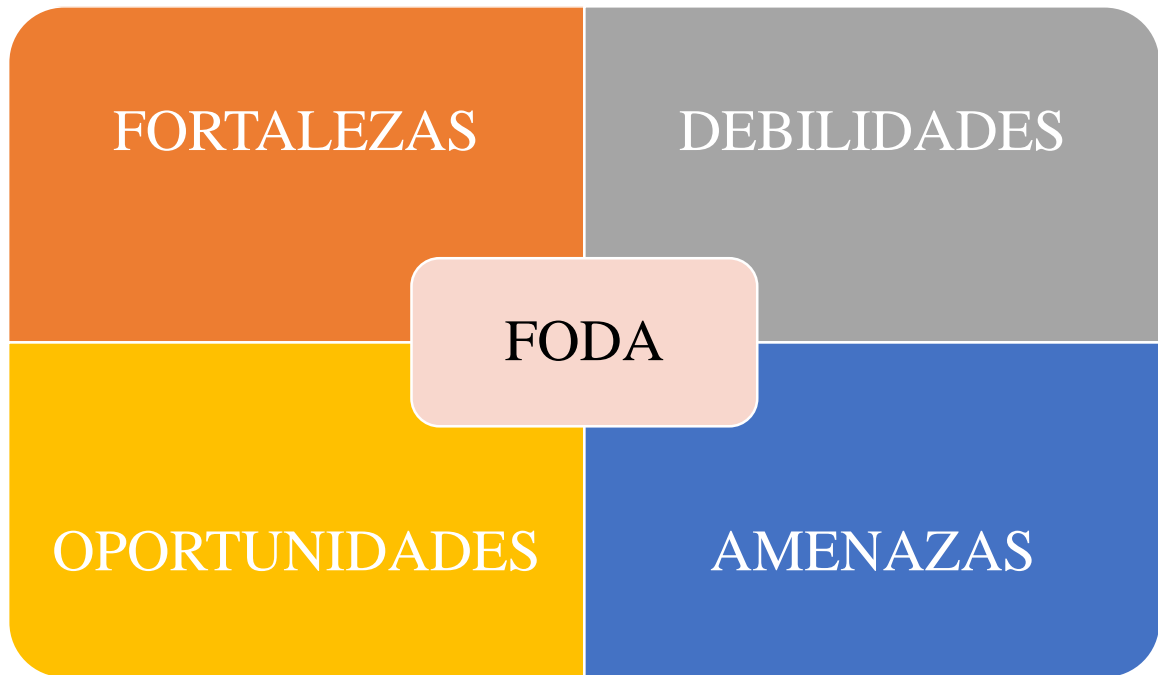 FORTALEZAS
DEBILIDADES
FODA
OPORTUNIDADES
AMENAZAS